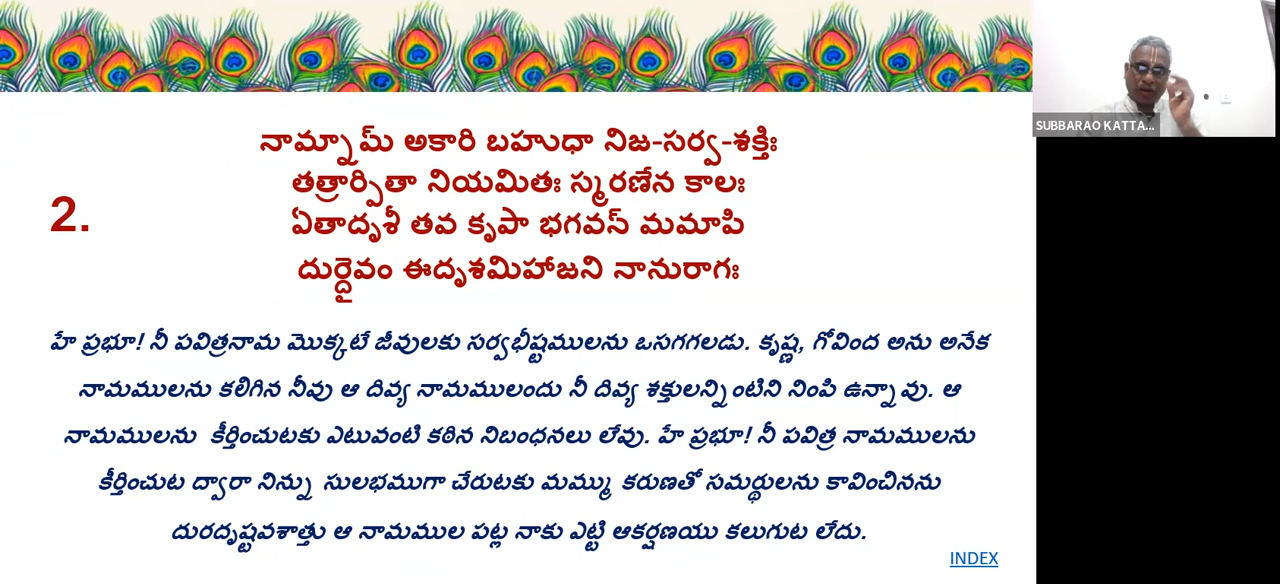 SUBBARAO KATTA...
2.
నామ్నామ్ అకారి బహుధా నిజ-సర్వ-శక్తిః
తత్రార్పితా నియమితః స్మరణేన కాలః
ఏతాదృశీ తవ కృపా భగవన్ మమాపి
దుర్దైవం ఈదృశమిహాజని నానురాగః
హే ప్రభూ! నీ పవిత్రనామ మొక్కటే జీవులకు సర్వభీష్టములను ఒసగగలడు. కృష్ణ, గోవింద అను అనేక
నామములను కలిగిన నీవు ఆ దివ్య నామములందు నీ దివ్య శక్తులన్నింటిని నింపి ఉన్నావు. ఆ
నామములను కీర్తించుటకు ఎటువంటి కఠిన నిబంధనలు లేవు. హే ప్రభూ! నీ పవిత్ర నామములను
కీర్తించుట ద్వారా నిన్ను సులభముగా చేరుటకు మమ్ము కరుణతో సమర్థులను కావించినను
దురదృష్టవశాత్తు ఆ నామముల పట్ల నాకు ఎట్టి ఆకర్షణయు కలుగుట లేదు.
INDEX